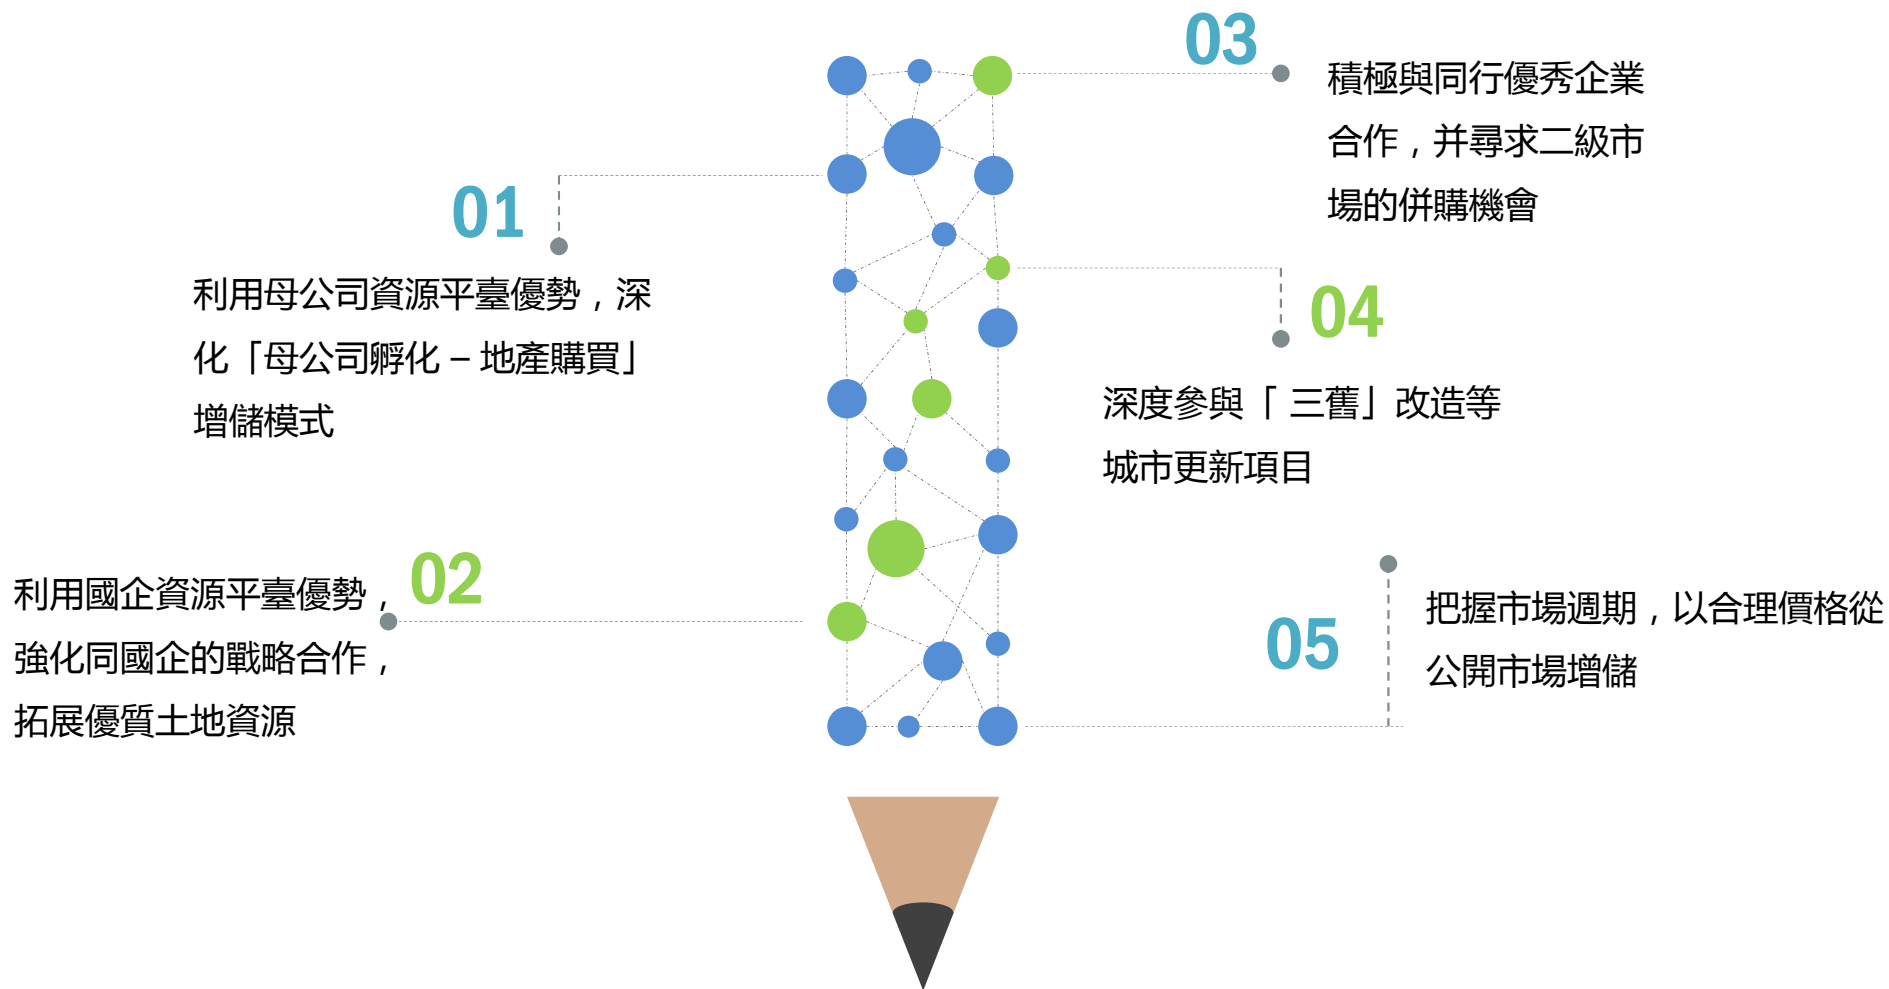 01
利用母公司資源平臺優勢，深
化「母公司孵化 – 地產購買」
增儲模式
02
利用國企資源平臺優勢，
強化同國企的戰略合作，
拓展優質土地資源
03
積極與同行優秀企業
合作，并尋求二級市
場的併購機會
04
深度參與「 三舊」改造等
城市更新項目
05
把握市場週期，以合理價格從
公開市場增儲